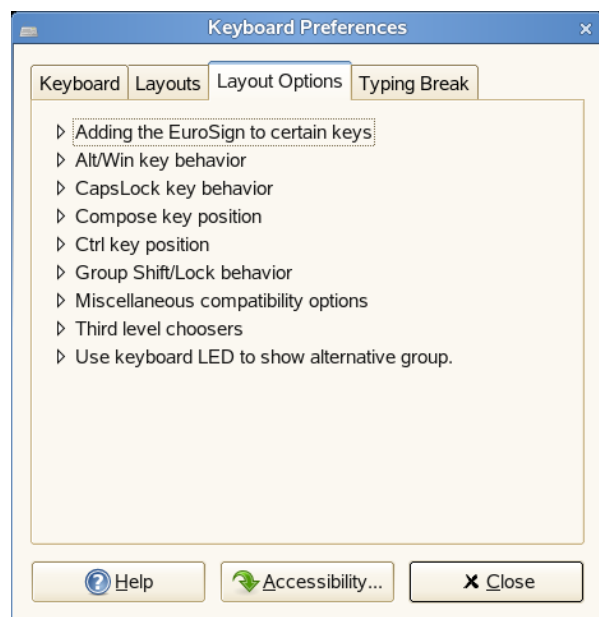 Keyboard Preferences
Keyboard Layouts Layout Options Typing Break
Adding the EuroSign to certain keys
Alt/Win key behavior
CapsLock key behavior
Compose key position
Ctrl key position
Group Shift/Lock behavior
Miscellaneous compatibility options
Third level choosers
Use keyboard LED to show alternative group.
Help Accessibility... Close